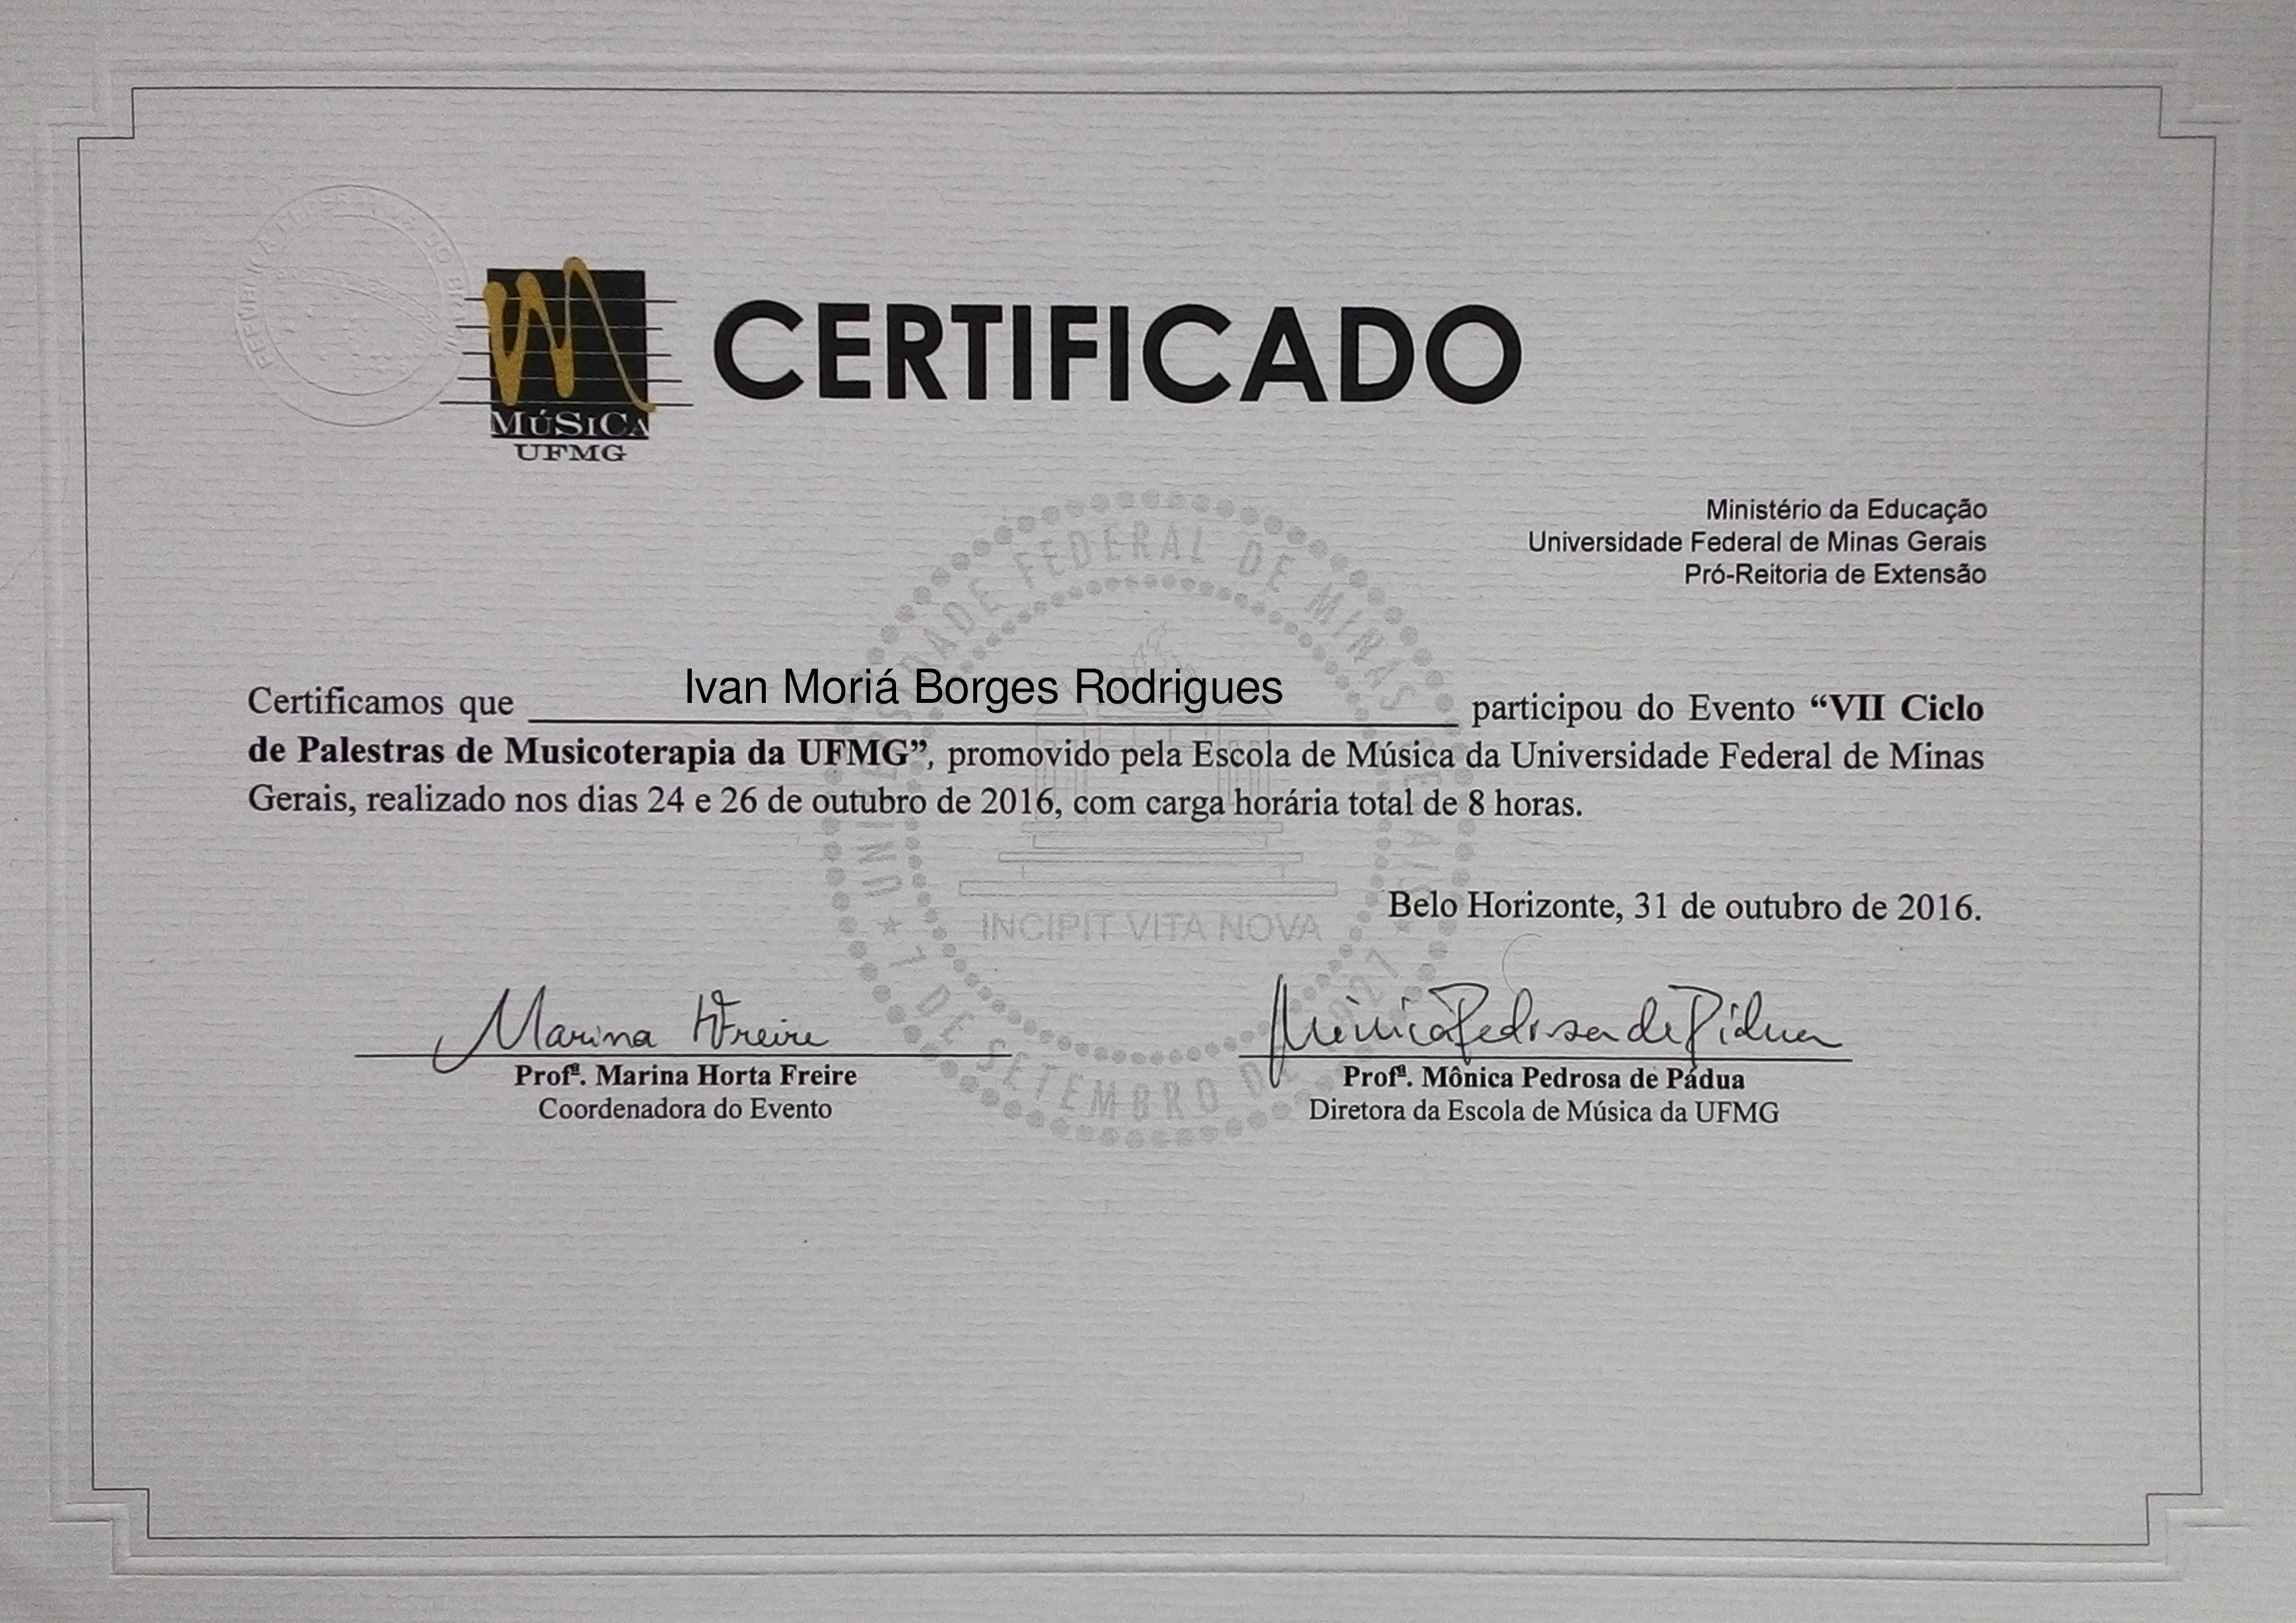 REPÚBLICA FEDERATIVA DO BRASIL
MÚSICA
UFMG
CERTIFICADO
Ministério da Educação
Universidade Federal de Minas Gerais
Pró-Reitoria de Extensão
Certificamos que Ivan Moriá Borges Rodrigues participou do Evento “VII Ciclo
de Palestras de Musicoterapia da UFMG”, promovido pela Escola de Música da Universidade Federal de Minas
Gerais, realizado nos dias 24 e 26 de outubro de 2016, com carga horária total de 8 horas.
Belo Horizonte, 31 de outubro de 2016.
UNIVERSIDADE FEDERAL DE MINAS GERAIS
INCIPIT VITA NOVA
7 DE SETEMBRO DE 1927
Marina HFreire
Mônica Pedrosa de Pádua
Profª. Marina Horta Freire
Coordenadora do Evento
Profª. Mônica Pedrosa de Pádua
Diretora da Escola de Música da UFMG